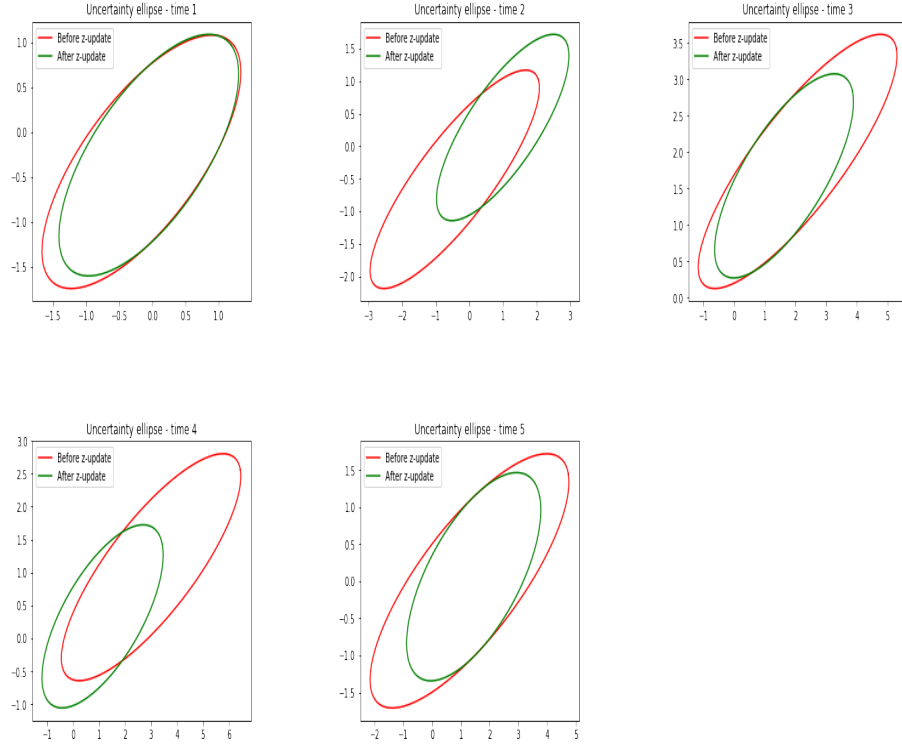 Uncertainty ellipse - time 1
Before z-update
After z-update
1.0
0.5
0.0
−0.5
−1.0
−1.5
−1.5 −1.0 −0.5 0.0 0.5 1.0
Uncertainty ellipse - time 2
Before z-update
After z-update
1.5
1.0
0.5
0.0
−0.5
−1.0
−1.5
−2.0
−3 −2 −1 0 1 2 3
Uncertainty ellipse - time 3
Before z-update
After z-update
3.5
3.0
2.5
2.0
1.5
1.0
0.5
0.0
−1 0 1 2 3 4 5
Uncertainty ellipse - time 4
Before z-update
After z-update
3.0
2.5
2.0
1.5
1.0
0.5
0.0
−0.5
−1.0
−1 0 1 2 3 4 5 6
Uncertainty ellipse - time 5
Before z-update
After z-update
1.5
1.0
0.5
0.0
−0.5
−1.0
−1.5
−2 −1 0 1 2 3 4 5